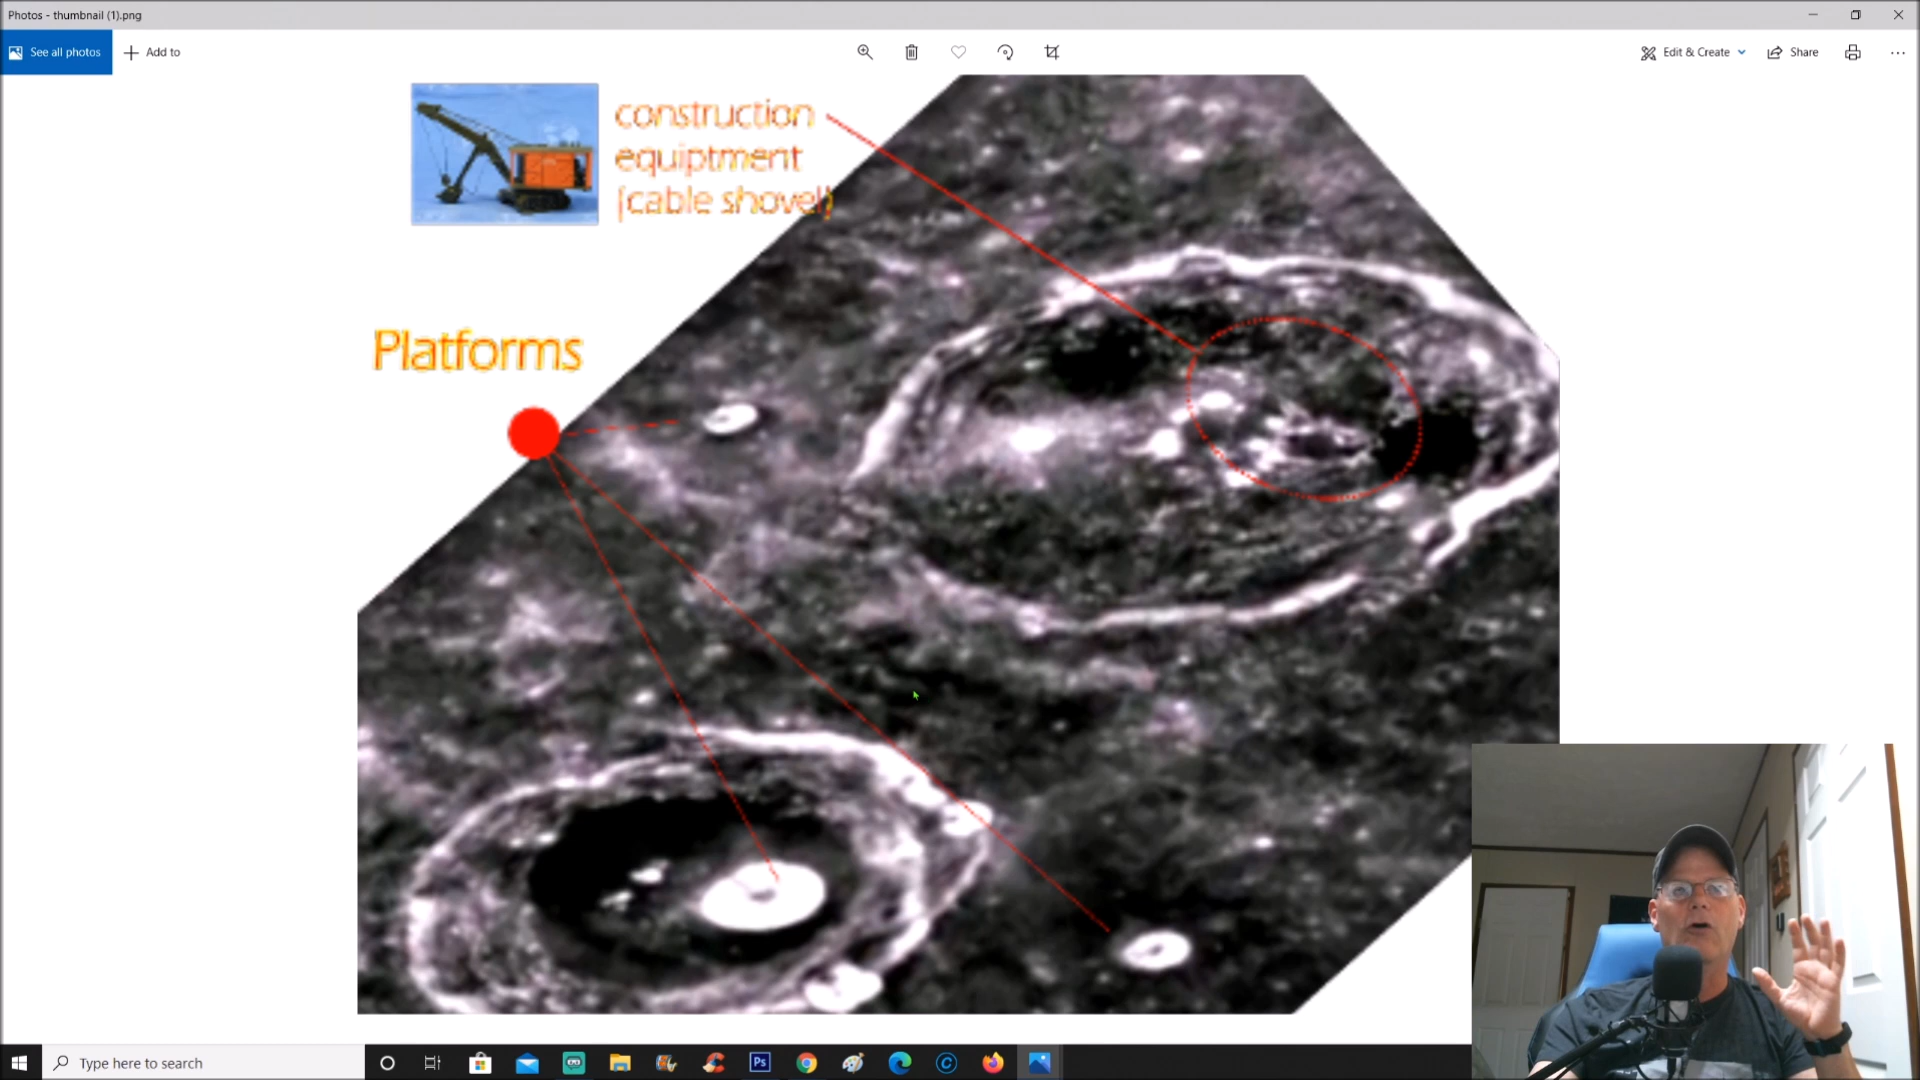 Photos - thumbnail (1).png
See all photos
Add to
Edit & Create
Share
construction
equiptment
(cable shovel)
Platforms
Type here to search
Ps